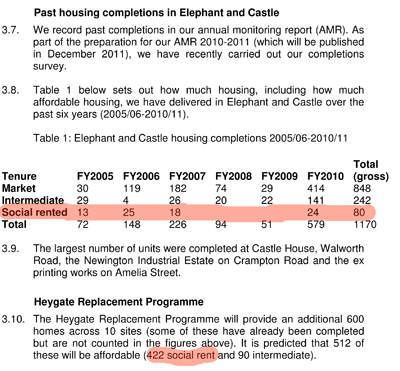 Past housing completions in Elephant and Castle
3.7. We record past completions in our annual monitoring report (AMR). As
part of the preparation for our AMR 2010-2011 (which will be published
in December 2011), we have recently carried out our completions
survey.
3.8. Table 1 below sets out how much housing, including how much
affordable housing, we have delivered in Elephant and Castle over the
past six years (2005/06-2010/11).
Table 1: Elephant and Castle housing completions 2005/06-2010/11
Total
Tenure FY2005 FY2006 FY2007 FY2008 FY2009 FY2010 (gross)
Market 30 119 182 74 29 414 848
Intermediate 29 4 26 20 22 141 242
Social rented 13 25 18 24 80
Total 72 148 226 94 51 579 1170
3.9. The largest number of units were completed at Castle House, Walworth
Road, the Newington Industrial Estate on Crampton Road and the ex
printing works on Amelia Street.
Heygate Replacement Programme
3.10. The Heygate Replacement Programme will provide an additional 600
homes across 10 sites (some of these have already been completed
but are not counted in the figures above). It is predicted that 512 of
these will be affordable (422 social rent and 90 intermediate).